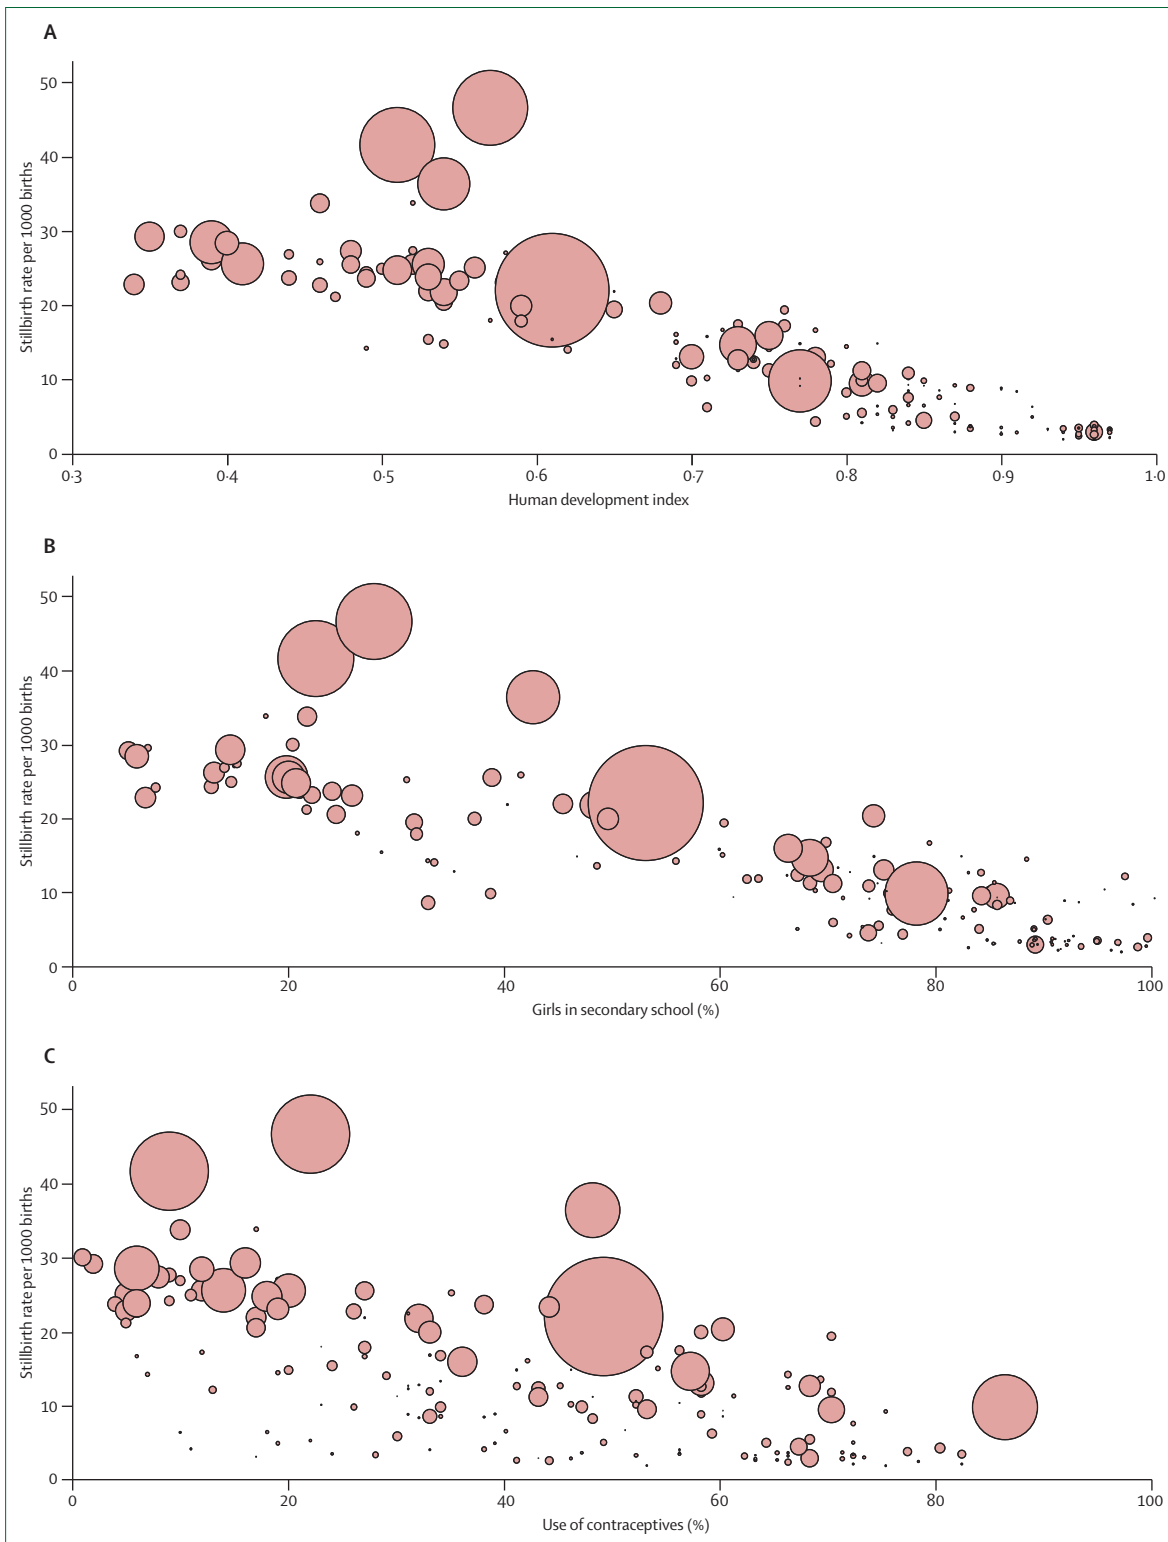 A
50
40
30
20
10
0
Stillbirth rate per 1000 births
0·3 0·4 0·5 0·6 0·7 0·8 0·9 1·0
Human development index
B
50
40
30
20
10
0
Stillbirth rate per 1000 births
0 20 40 60 80 100
Girls in secondary school (%)
C
50
40
30
20
10
0
Stillbirth rate per 1000 births
0 20 40 60 80 100
Use of contraceptives (%)